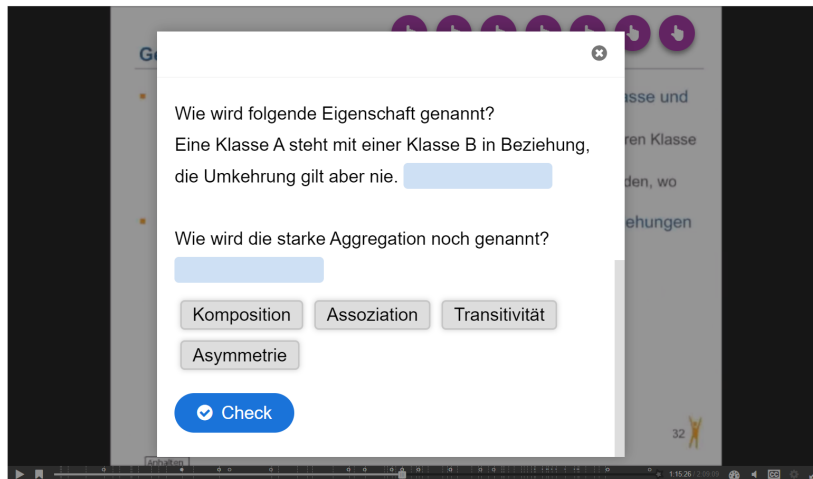 Ge
asse und
Wie wird folgende Eigenschaft genannt?
Eine Klasse A steht mit einer Klasse B in Beziehung,
ren Klasse
die Umkehrung gilt aber nie.
den, wo
ehungen
Wie wird die starke Aggregation noch genannt?
Komposition
Assoziation
Transitivität
Asymmetrie
Check
32
Anhalten
1:15:26 / 2:09:09
CC